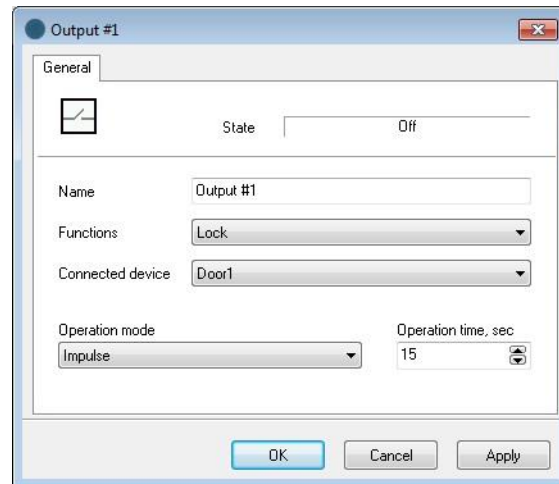 Output #1
General
State Off
Name Output #1
Functions Lock
Connected device Door1
Operation mode Operation time, sec
Impulse 15
OK Cancel Apply